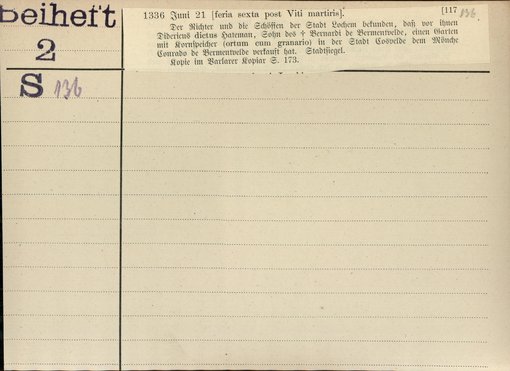 Beiheft
2
S 136
1336 Juni 21 [feria sexta post Viti martiris]. [117 136
Der Richter und die Schöffen der Stadt Lochem bekunden, daß vor ihnen
Didericus dictus Hateman, Sohn des † Bernardi de Bermentvelde, einen Garten
mit Kornspeicher (ortum cum granario) in der Stadt Cosvelde dem Mönche
Conrado de Bermentvelde verkauft hat. Stadtsiegel.
Kopie im Varlarer Kopiar S. 173.